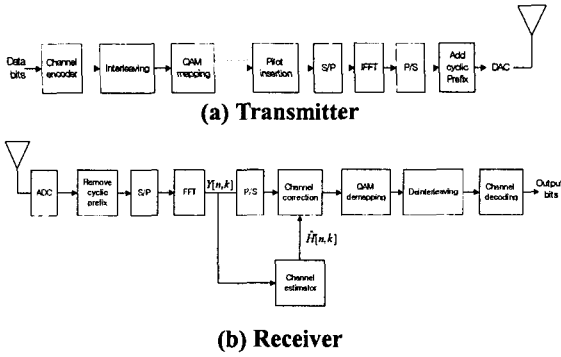 Data bits
Channel encoder
Interleaving
QAM mapping
Pilot insertion
S/P
IFFT
P/S
Add cyclic Prefix
DAC
(a) Transmitter
ADC
Remove cyclic prefix
S/P
FFT
Y[n,k]
P/S
Channel correction
QAM demapping
Deinterleaving
Channel decoding
Output bits
Ĥ[n,k]
Channel estimator
(b) Receiver